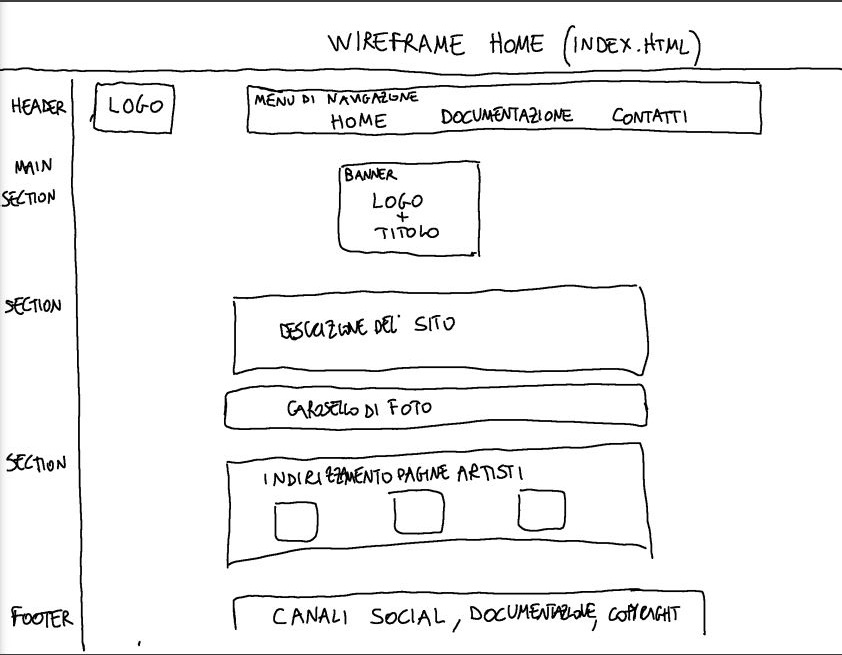 WIREFRAME HOME (INDEX.HTML)
HEADER
LOGO
MENU DI NAVIGAZIONE
HOME DOCUMENTAZIONE CONTATTI
MAIN
SECTION
BANNER
LOGO
+
TITOLO
SECTION
DESCRIZIONE DEL' SITO
CAROSELLO DI FOTO
SECTION
INDIRIZZAMENTO PAGINE ARTISTI
FOOTER
CANALI SOCIAL, DOCUMENTAZIONE, COPYRIGHT